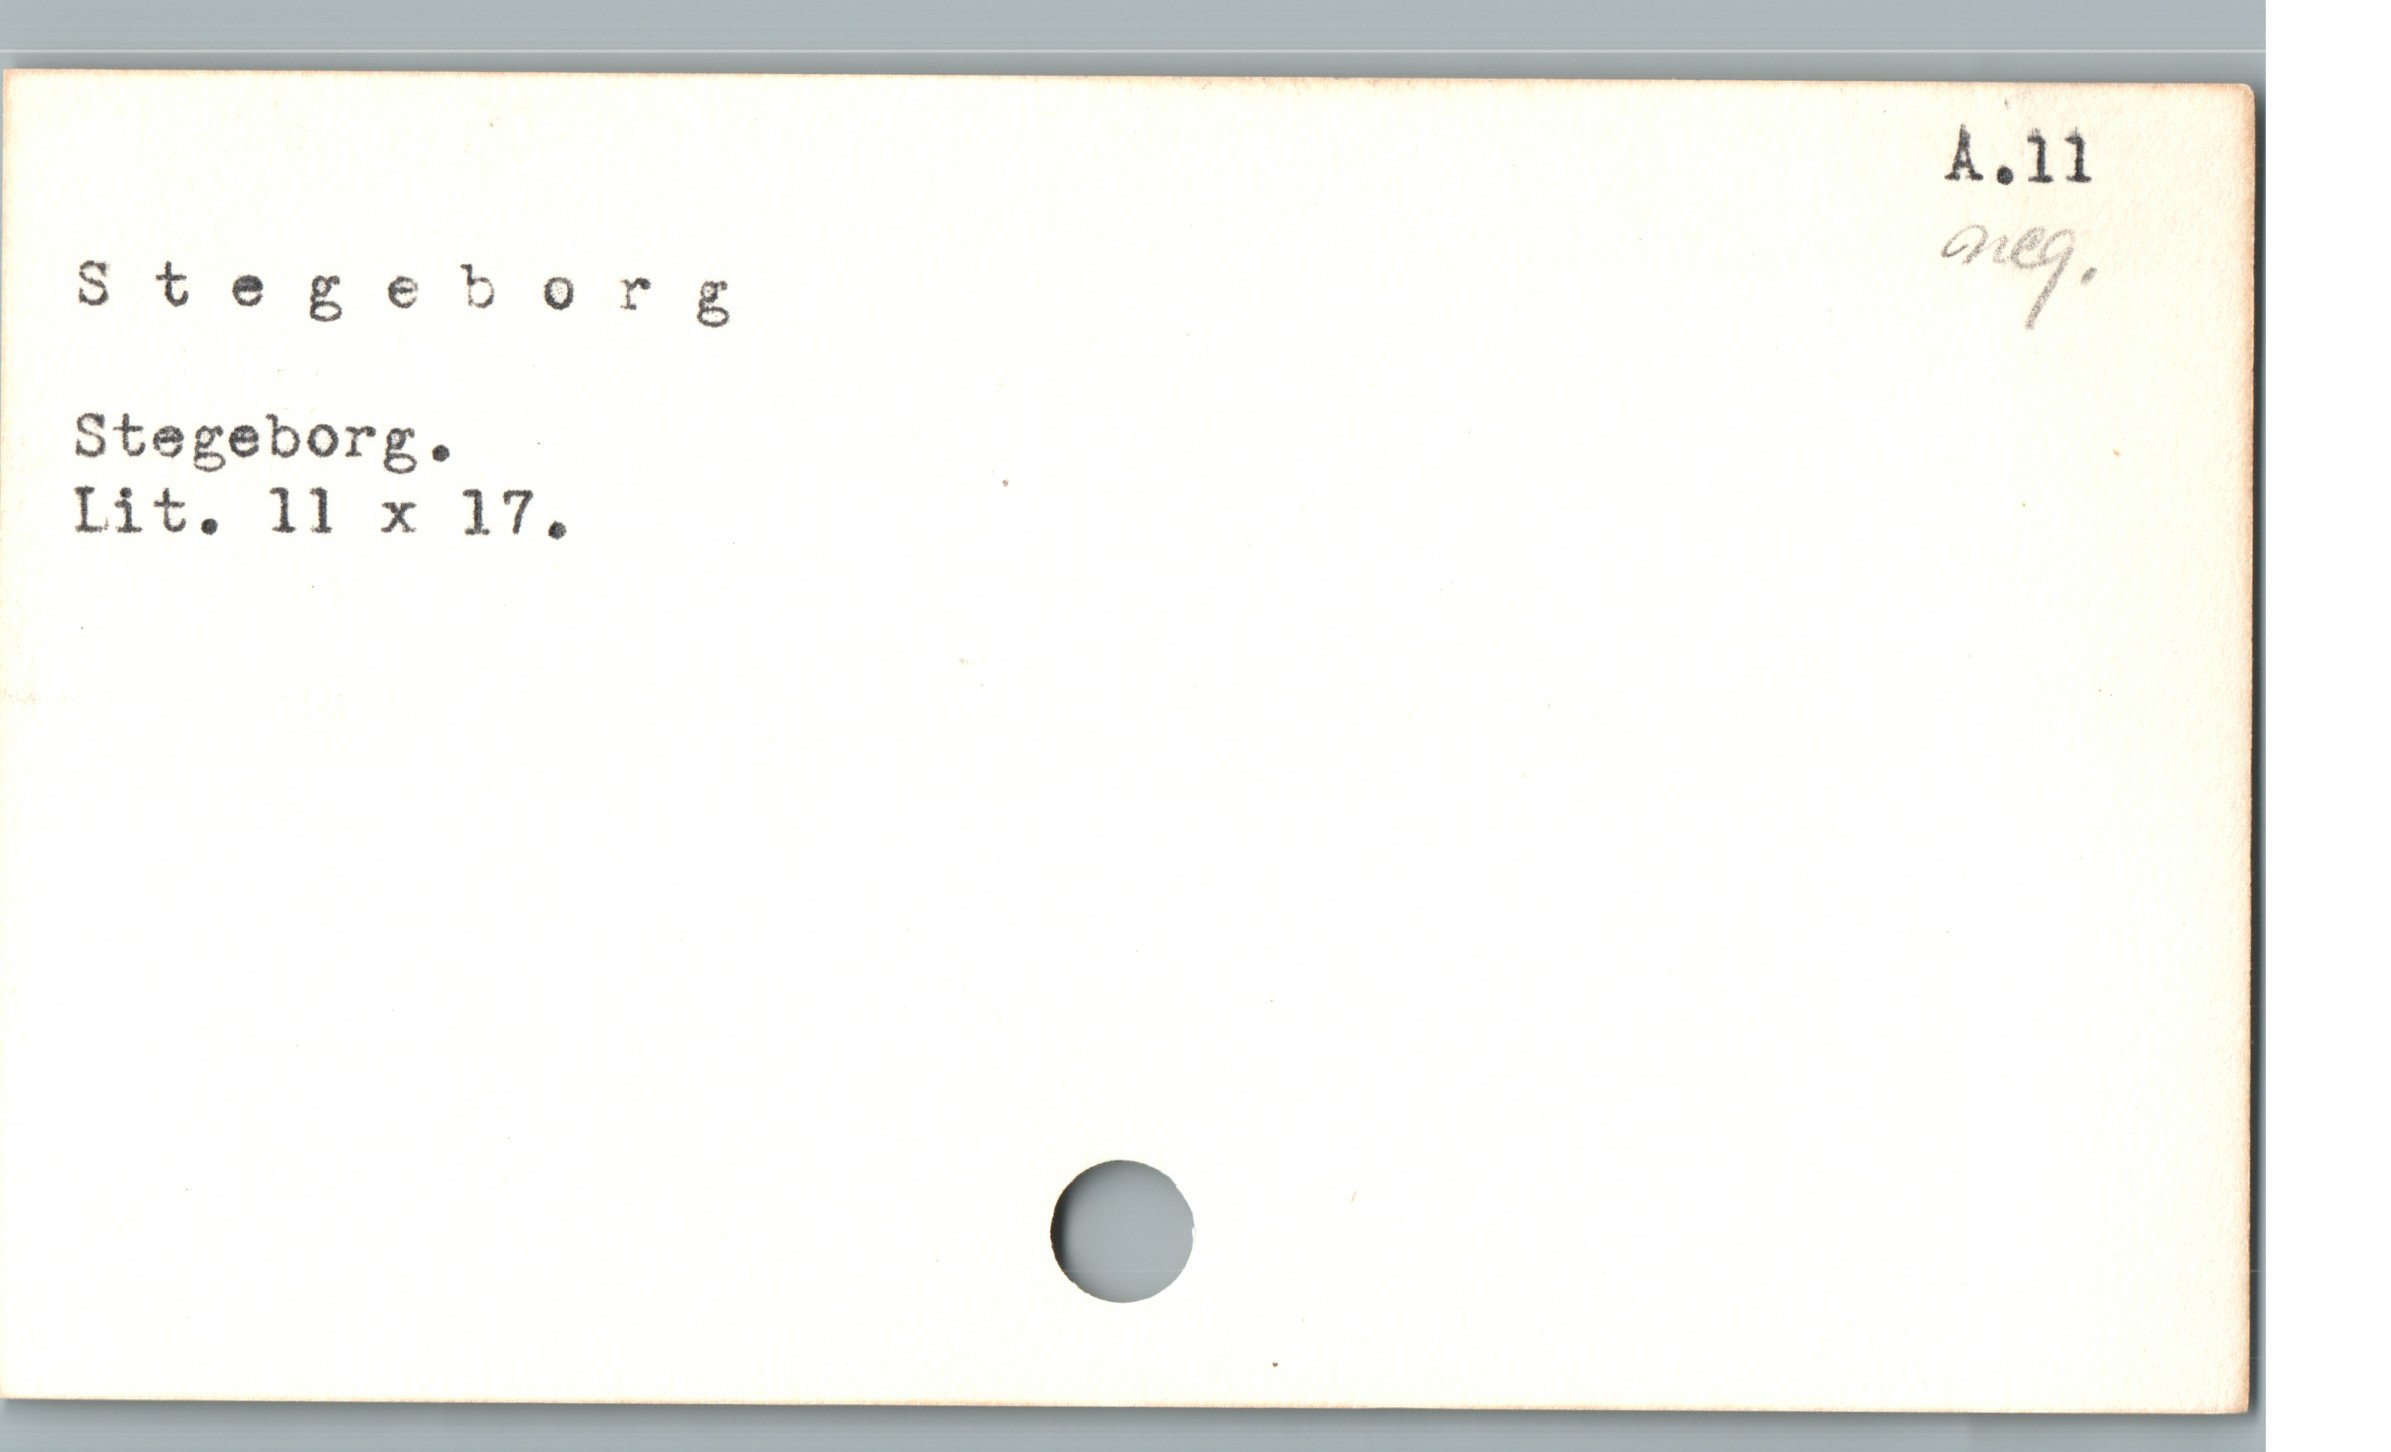 A.11
neg.
S t e g e b o r g
Stegeborg.
Lit. 11 x 17.